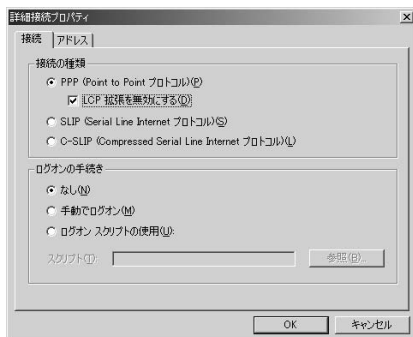 詳細接続プロパティ
接続 アドレス
接続の種類
PPP (Point to Point プロトコル)(P)
LCP 拡張を無効にする(D)
SLIP (Serial Line Internet プロトコル)(S)
C-SLIP (Compressed Serial Line Internet プロトコル)(L)
ログオンの手続き
なし(N)
手動でログオン(M)
ログオン スクリプトの使用(U):
スクリプト(T): 参照(B)...
OK キャンセル